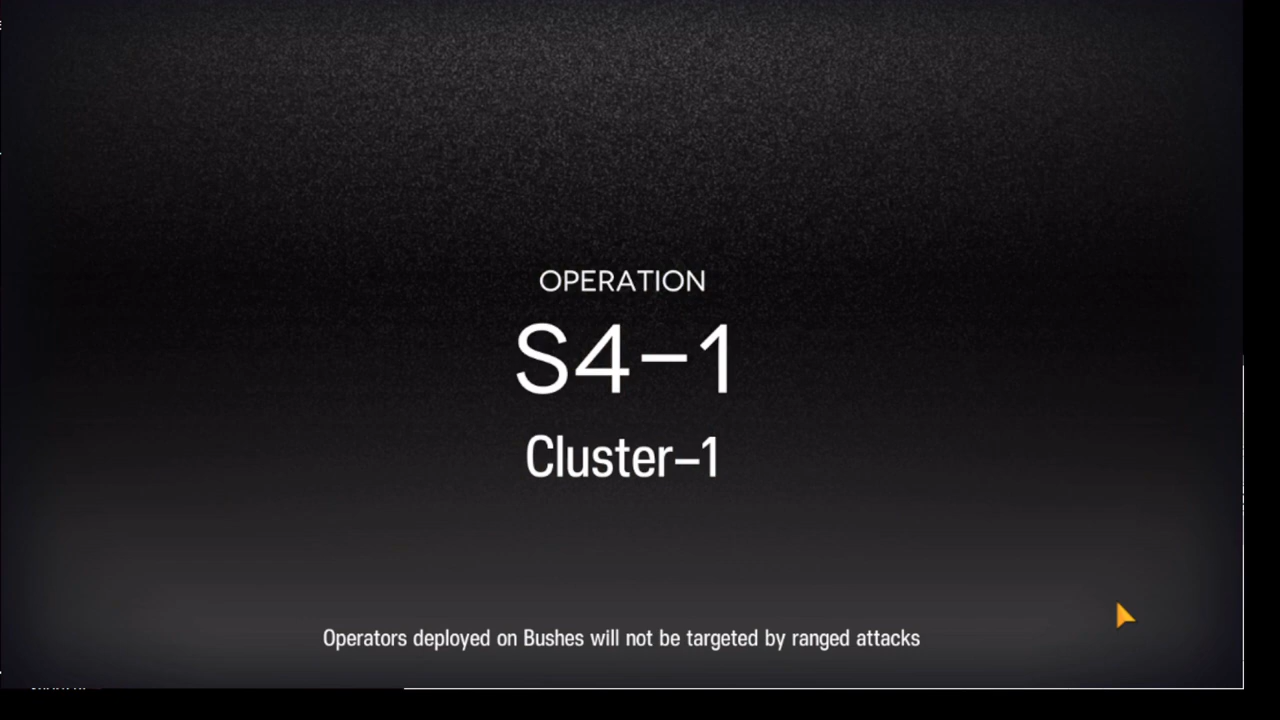 OPERATION
S4-1
Cluster-1
Operators deployed on Bushes will not be targeted by ranged attacks